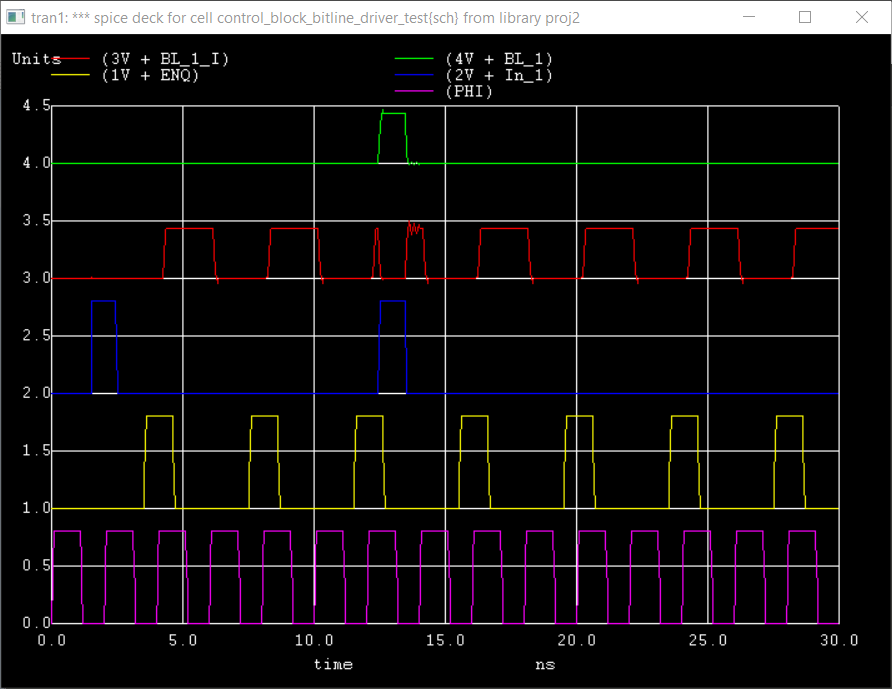 tran1: *** spice deck for cell control_block_bitline_driver_test{sch} from library proj2
Units (3V + BL_1_I) (4V + BL_1)
(1V + ENQ) (2V + In_1)
(PHI)
4.5
4.0
3.5
3.0
2.5
2.0
1.5
1.0
0.5
0.0
0.0 5.0 10.0 15.0 20.0 25.0 30.0
time ns